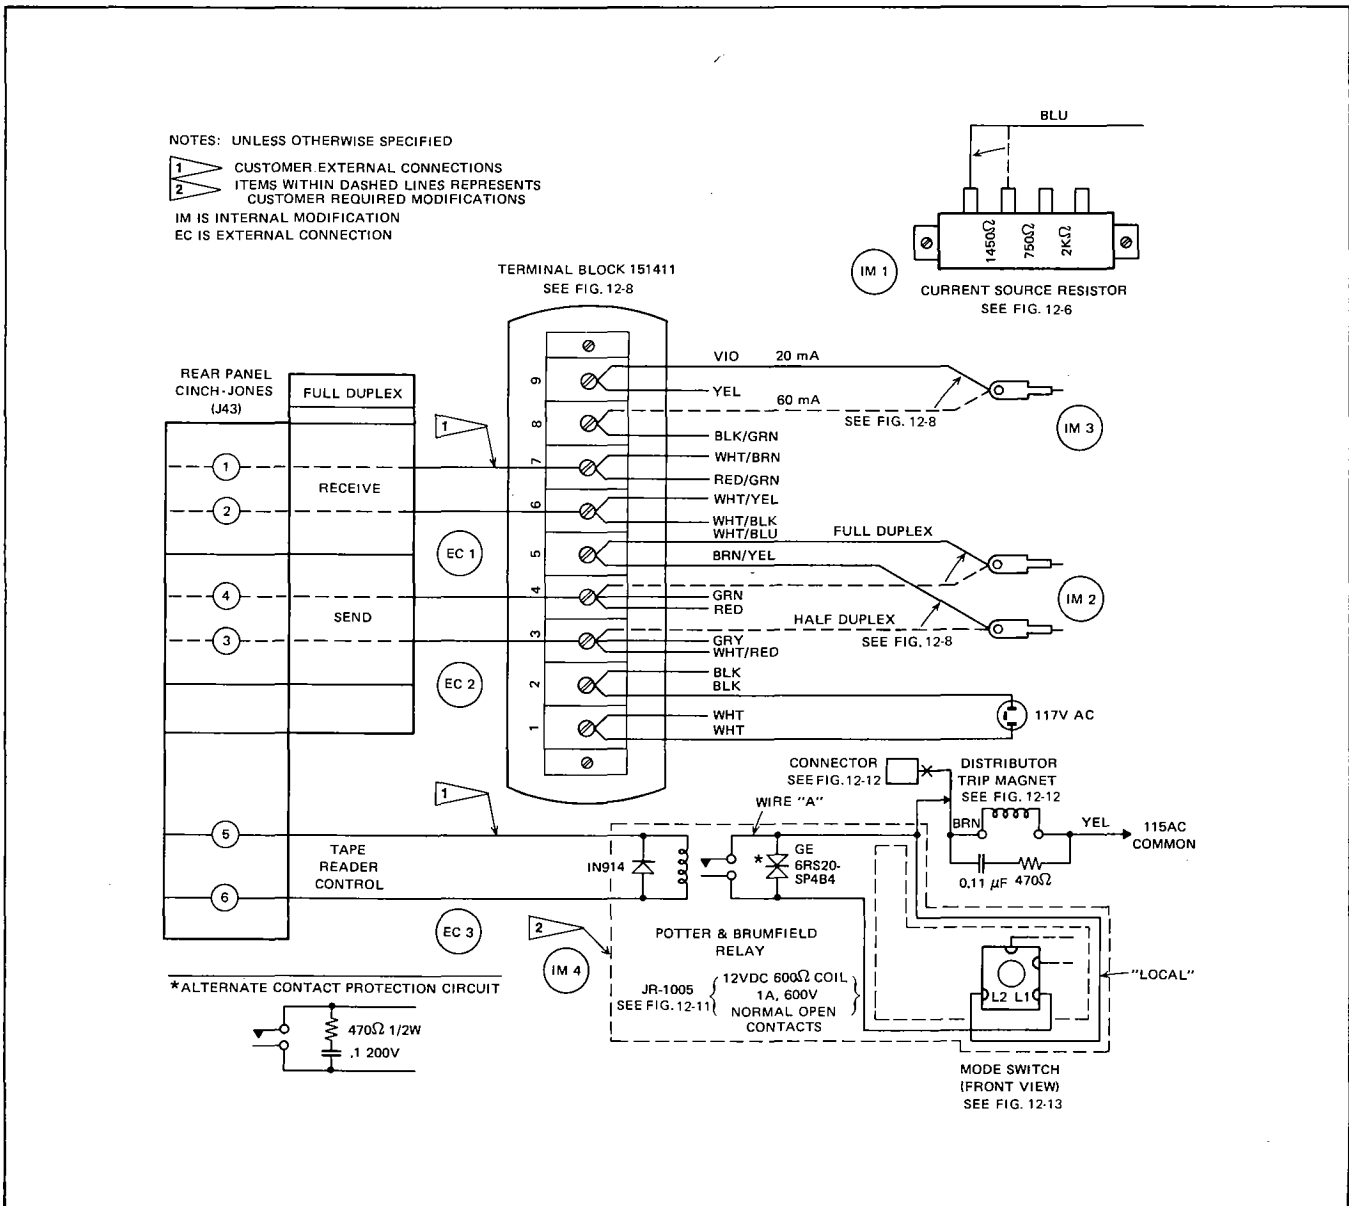 NOTES: UNLESS OTHERWISE SPECIFIED
1 CUSTOMER EXTERNAL CONNECTIONS
2 ITEMS WITHIN DASHED LINES REPRESENTS
CUSTOMER REQUIRED MODIFICATIONS
IM IS INTERNAL MODIFICATION
EC IS EXTERNAL CONNECTION
BLU
1450Ω
750Ω
2KΩ
IM 1
CURRENT SOURCE RESISTOR
SEE FIG. 12-6
TERMINAL BLOCK 151411
SEE FIG. 12-8
REAR PANEL
CINCH-JONES
(J43)
FULL DUPLEX
1
2
RECEIVE
4
3
SEND
5
6
TAPE
READER
CONTROL
1
EC 1
EC 2
1
EC 3
9
8
7
6
5
4
3
2
1
VIO 20 mA
YEL
60 mA
SEE FIG. 12-8
IM 3
BLK/GRN
WHT/BRN
RED/GRN
WHT/YEL
WHT/BLK
WHT/BLU FULL DUPLEX
BRN/YEL
GRN
RED
IM 2
HALF DUPLEX
SEE FIG. 12-8
GRY
WHT/RED
BLK
BLK
WHT
WHT
117V AC
CONNECTOR
SEE FIG. 12-12
DISTRIBUTOR
TRIP MAGNET
SEE FIG. 12-12
WIRE "A"
BRN
YEL
115AC
COMMON
0.11 µF 470Ω
IN914
*
GE
6RS20-
SP4B4
2
IM 4
POTTER & BRUMFIELD
RELAY
JR-1005
SEE FIG. 12-11
12VDC 600Ω COIL
1A, 600V
NORMAL OPEN
CONTACTS
L2 L1
"LOCAL"
MODE SWITCH
(FRONT VIEW)
SEE FIG. 12-13
*ALTERNATE CONTACT PROTECTION CIRCUIT
470Ω 1/2W
.1 200V